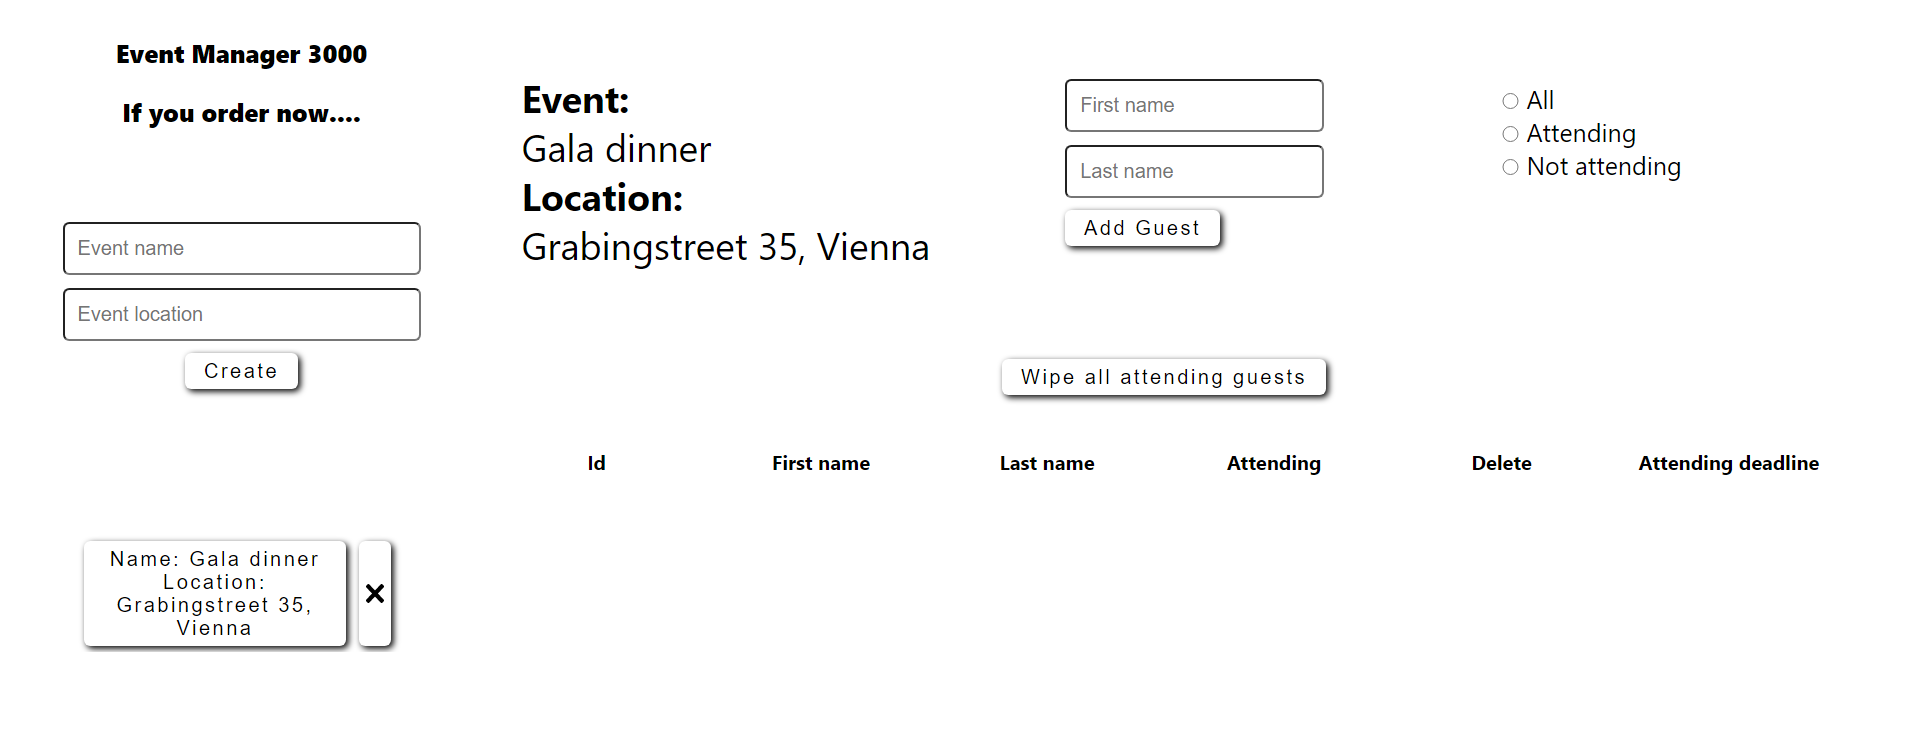 Event Manager 3000
If you order now....
Event name
Event location
Create
Name: Gala dinner
Location:
Grabingstreet 35,
Vienna
Event:
Gala dinner
Location:
Grabingstreet 35, Vienna
First name
Last name
Add Guest
All
Attending
Not attending
Wipe all attending guests
Id First name Last name Attending Delete Attending deadline